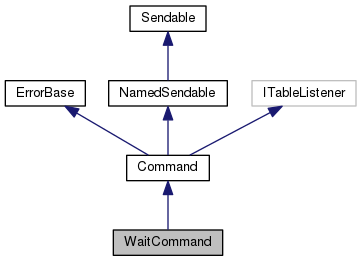 Sendable
ErrorBase
NamedSendable
ITableListener
Command
WaitCommand